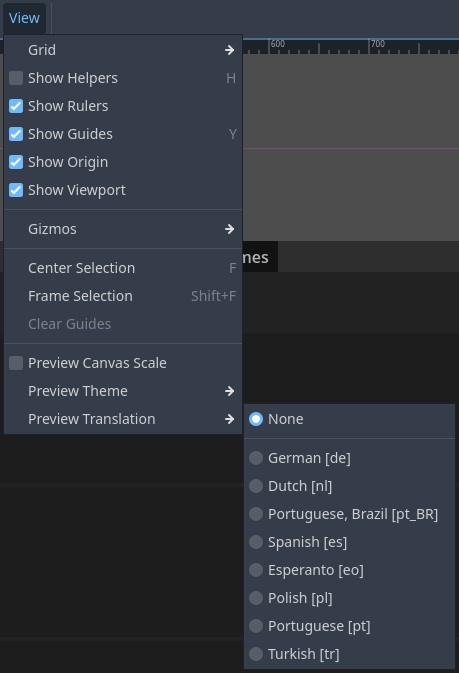 View
600
700
Grid
Show Helpers H
Show Rulers
Show Guides Y
Show Origin
Show Viewport
Gizmos
Center Selection F
Frame Selection Shift+F
Clear Guides
Preview Canvas Scale
Preview Theme
Preview Translation
None
German [de]
Dutch [nl]
Portuguese, Brazil [pt_BR]
Spanish [es]
Esperanto [eo]
Polish [pl]
Portuguese [pt]
Turkish [tr]